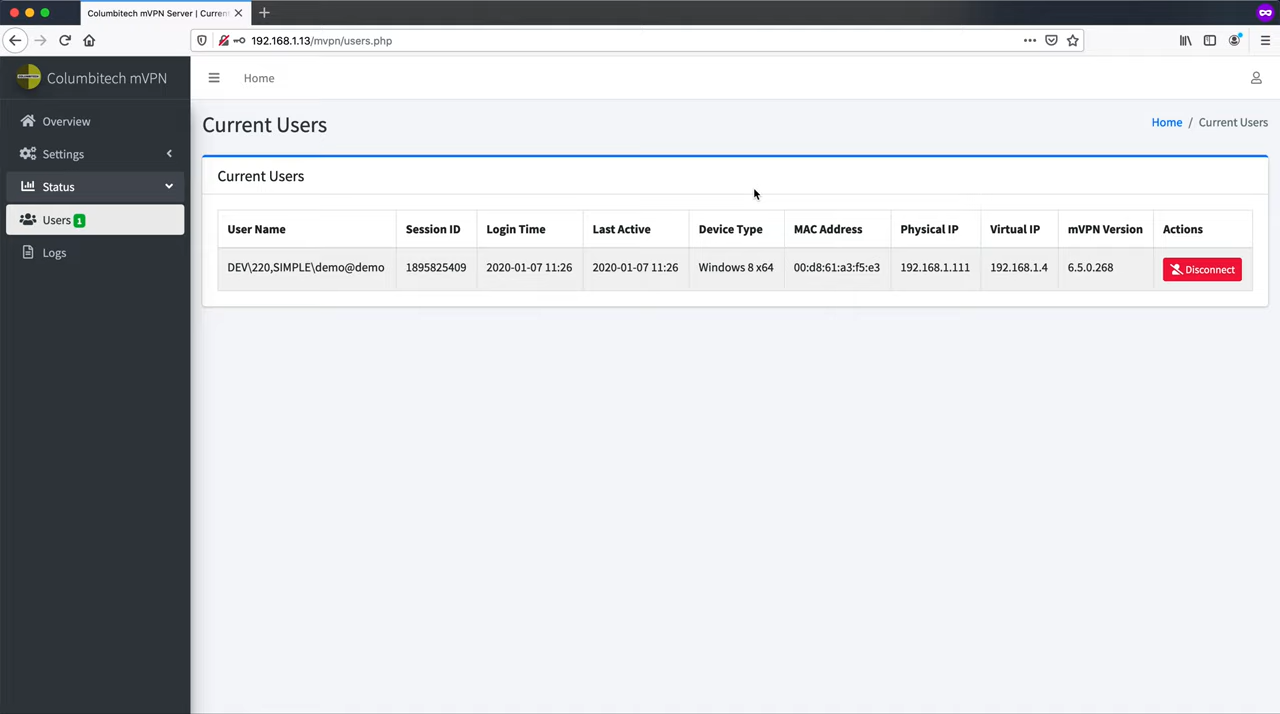 Columbitech mVPN Server | Curren
192.168.1.13/mvpn/users.php
Columbitech mVPN
Home
Overview
Settings
Status
Users 1
Logs
Current Users
Home / Current Users
Current Users
User Name Session ID Login Time Last Active Device Type MAC Address Physical IP Virtual IP mVPN Version Actions
DEV\220,SIMPLE\demo@demo 1895825409 2020-01-07 11:26 2020-01-07 11:26 Windows 8 x64 00:d8:61:a3:f5:e3 192.168.1.111 192.168.1.4 6.5.0.268 Disconnect